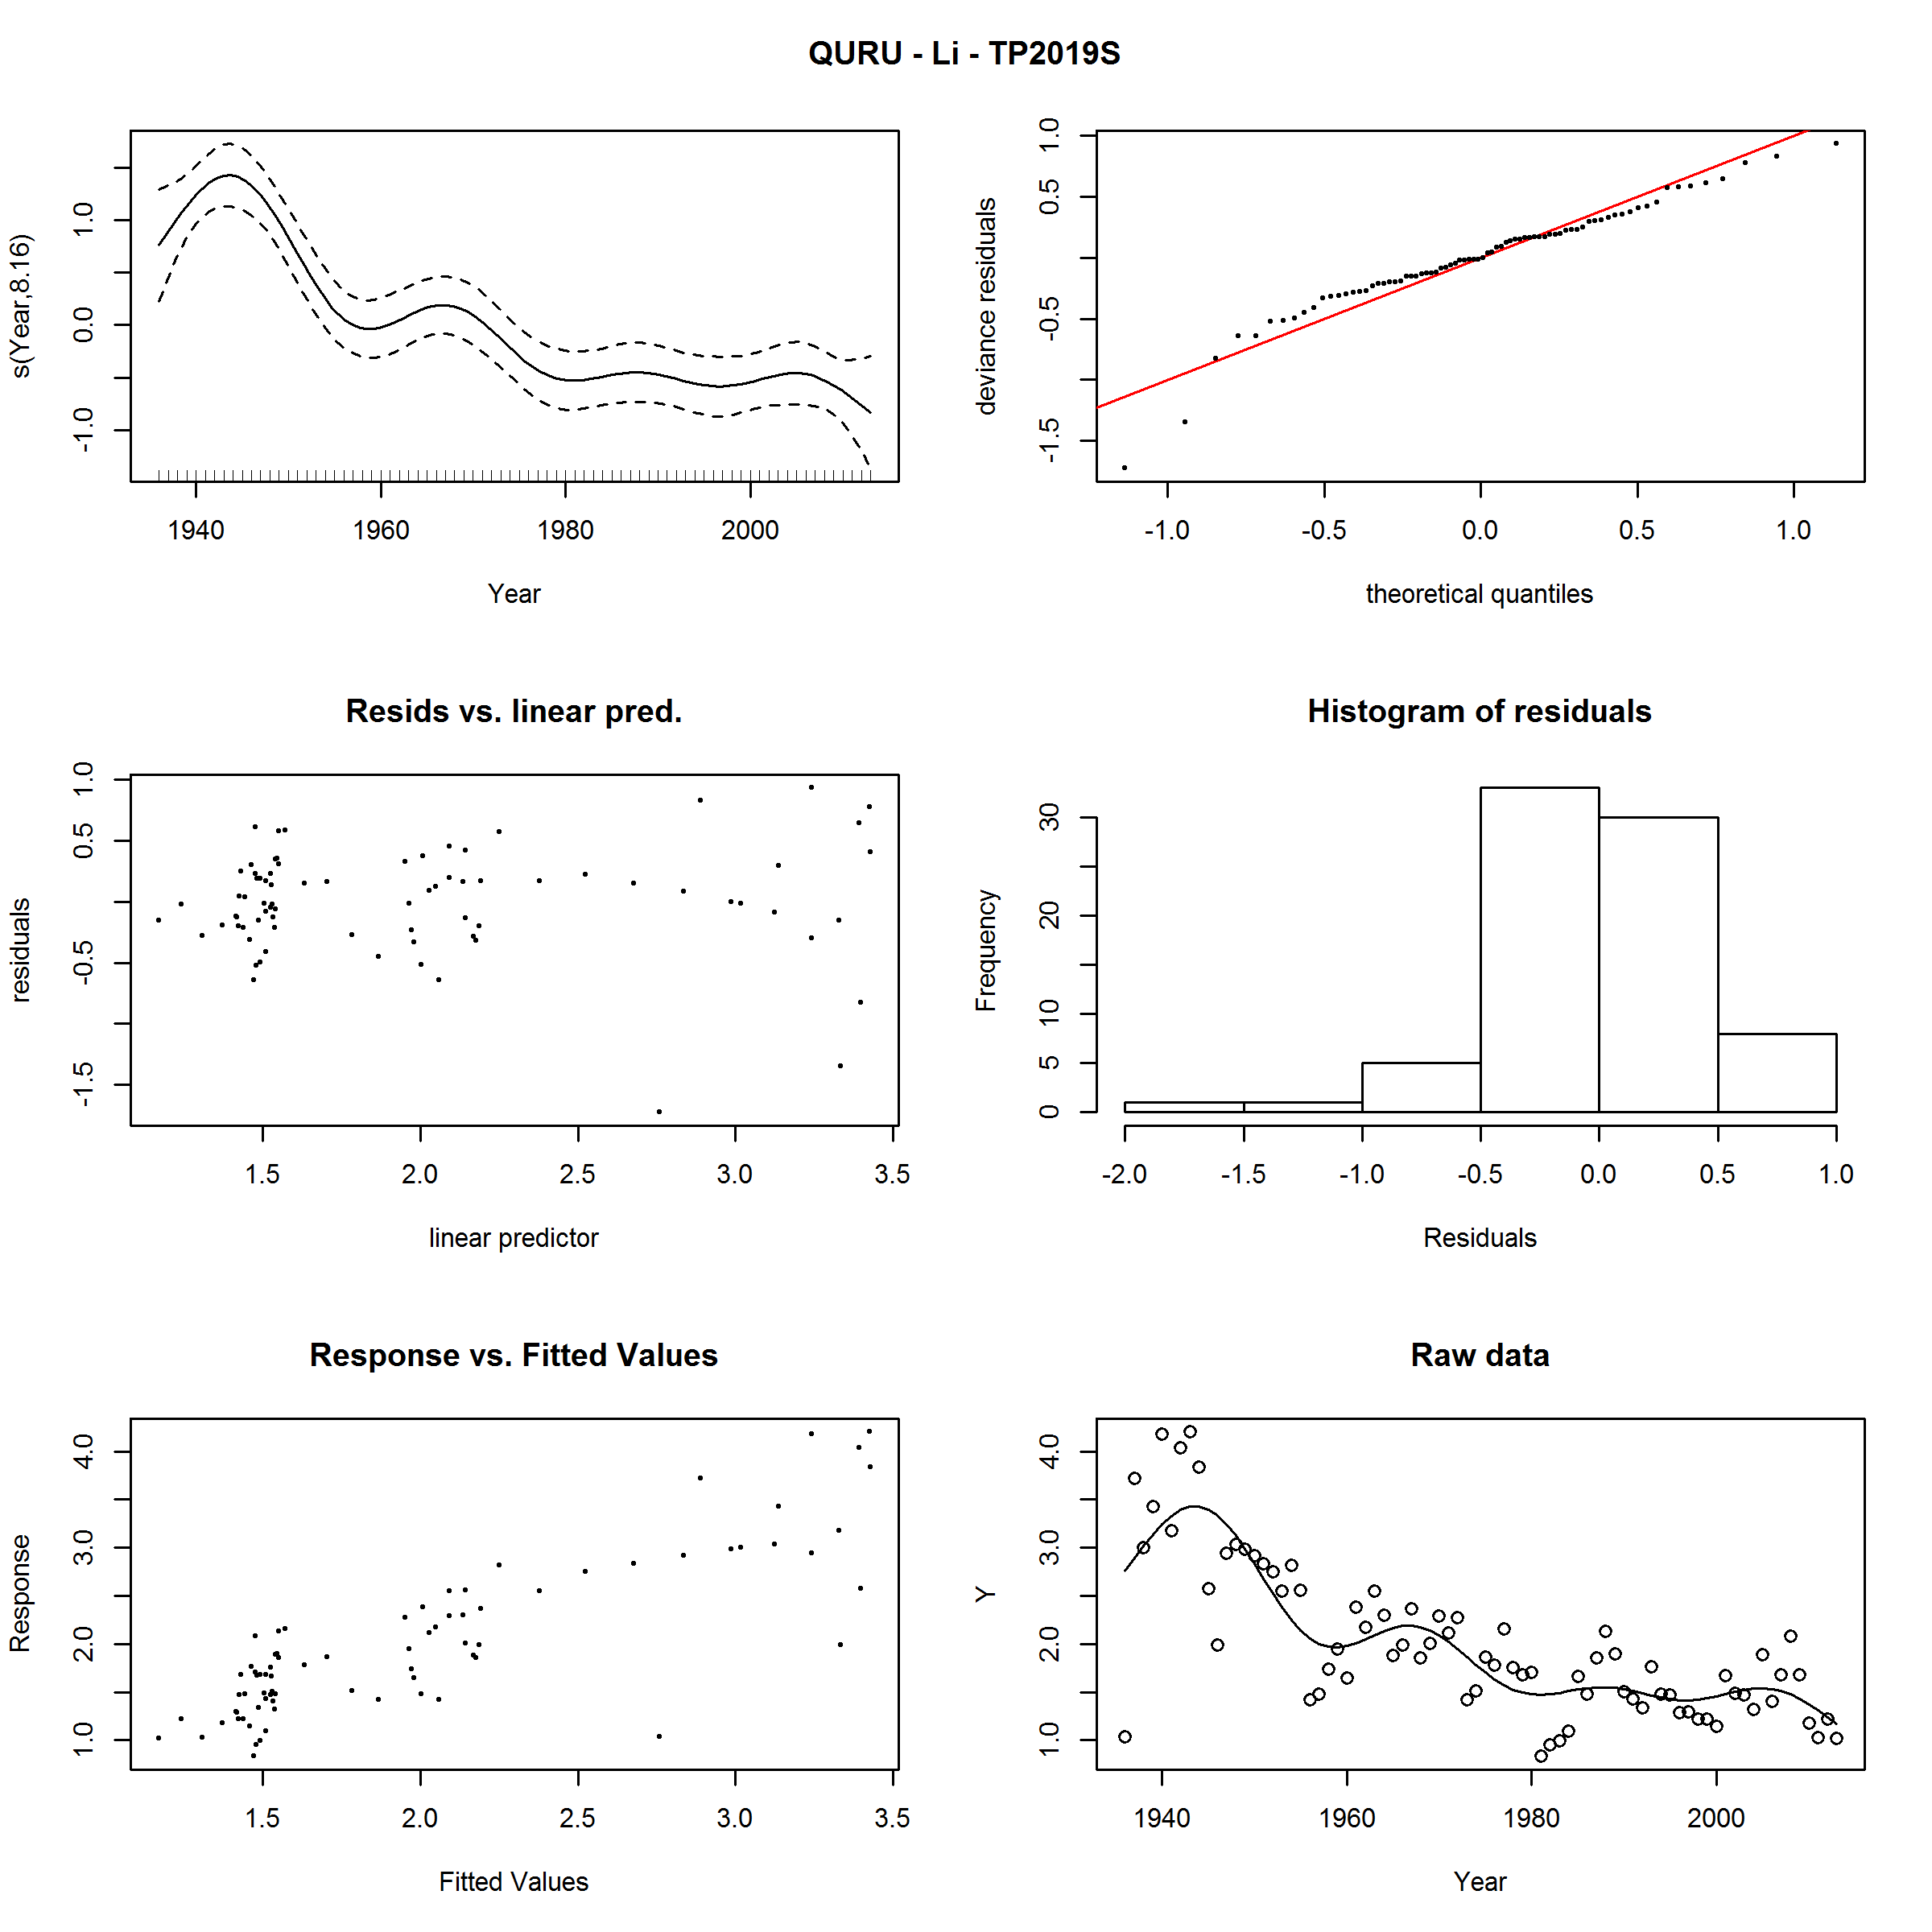 QURU - Li - TP2019S
s(Year,8.16)
-1.0 0.0 1.0
1940 1960 1980 2000
Year
deviance residuals
-1.5 -0.5 0.5 1.0
-1.0 -0.5 0.0 0.5 1.0
theoretical quantiles
Resids vs. linear pred.
residuals
-1.5 -0.5 0.5 1.0
1.5 2.0 2.5 3.0 3.5
linear predictor
Histogram of residuals
Frequency
0 5 10 20 30
-2.0 -1.5 -1.0 -0.5 0.0 0.5 1.0
Residuals
Response vs. Fitted Values
Response
1.0 2.0 3.0 4.0
1.5 2.0 2.5 3.0 3.5
Fitted Values
Raw data
Y
1.0 2.0 3.0 4.0
1940 1960 1980 2000
Year